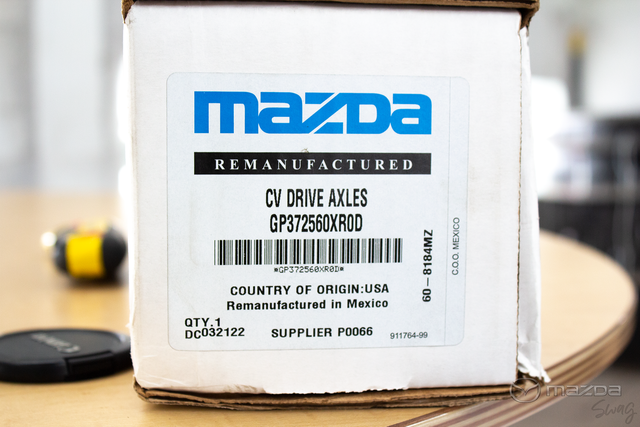 mazda
REMANUFACTURED
CV DRIVE AXLES
GP372560XR0D
*GP372560XR0D*
COUNTRY OF ORIGIN:USA
Remanufactured in Mexico
QTY.1
DC032122
SUPPLIER P0066
911764-99
60-8184MZ
C.O.O. MEXICO
Canon
mazda
Swag